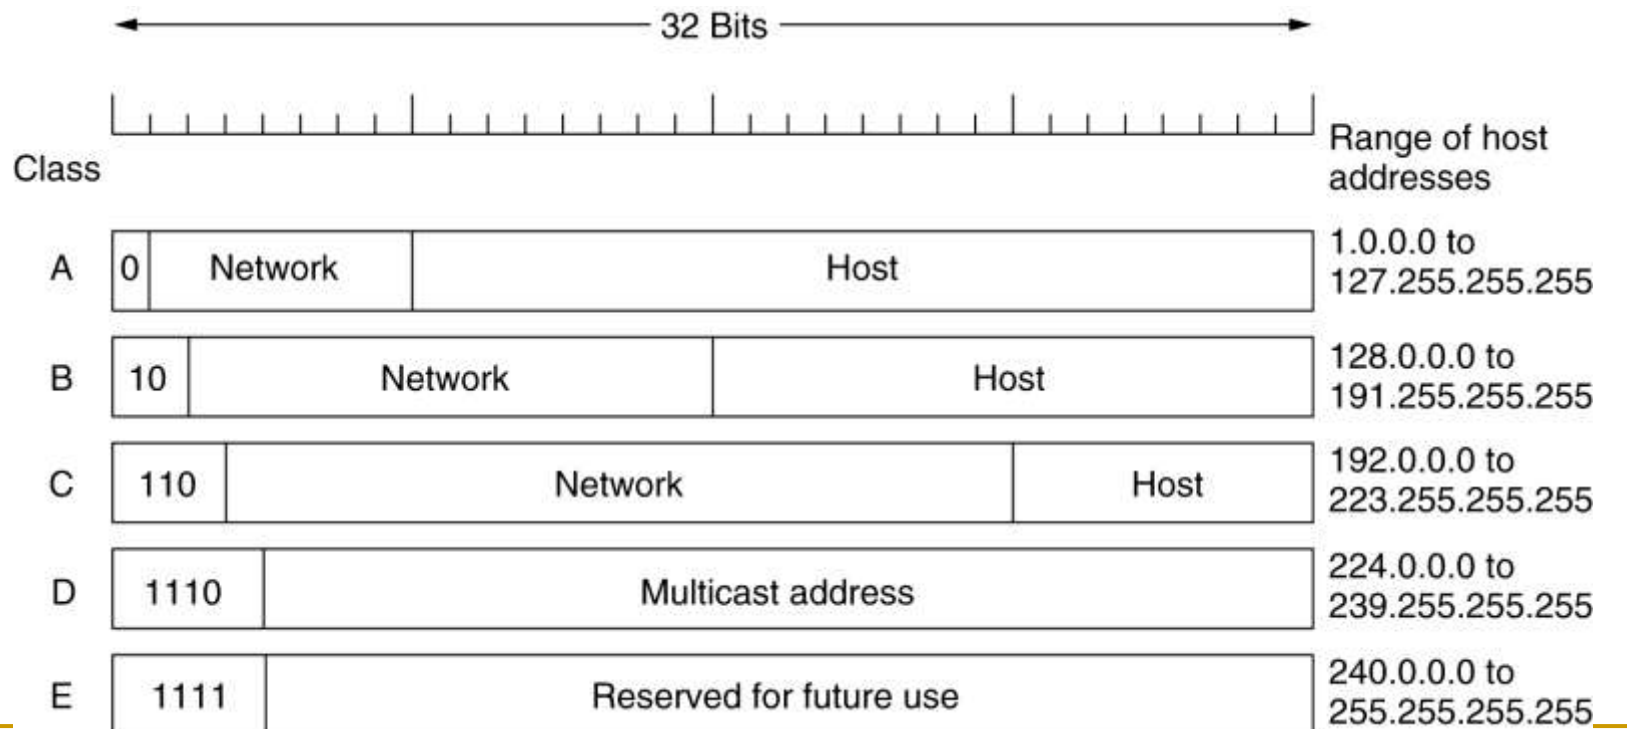 32 Bits
Range of host
addresses
Class
A 0 Network Host 1.0.0.0 to
127.255.255.255
B 10 Network Host 128.0.0.0 to
191.255.255.255
C 110 Network Host 192.0.0.0 to
223.255.255.255
D 1110 Multicast address 224.0.0.0 to
239.255.255.255
E 1111 Reserved for future use 240.0.0.0 to
255.255.255.255